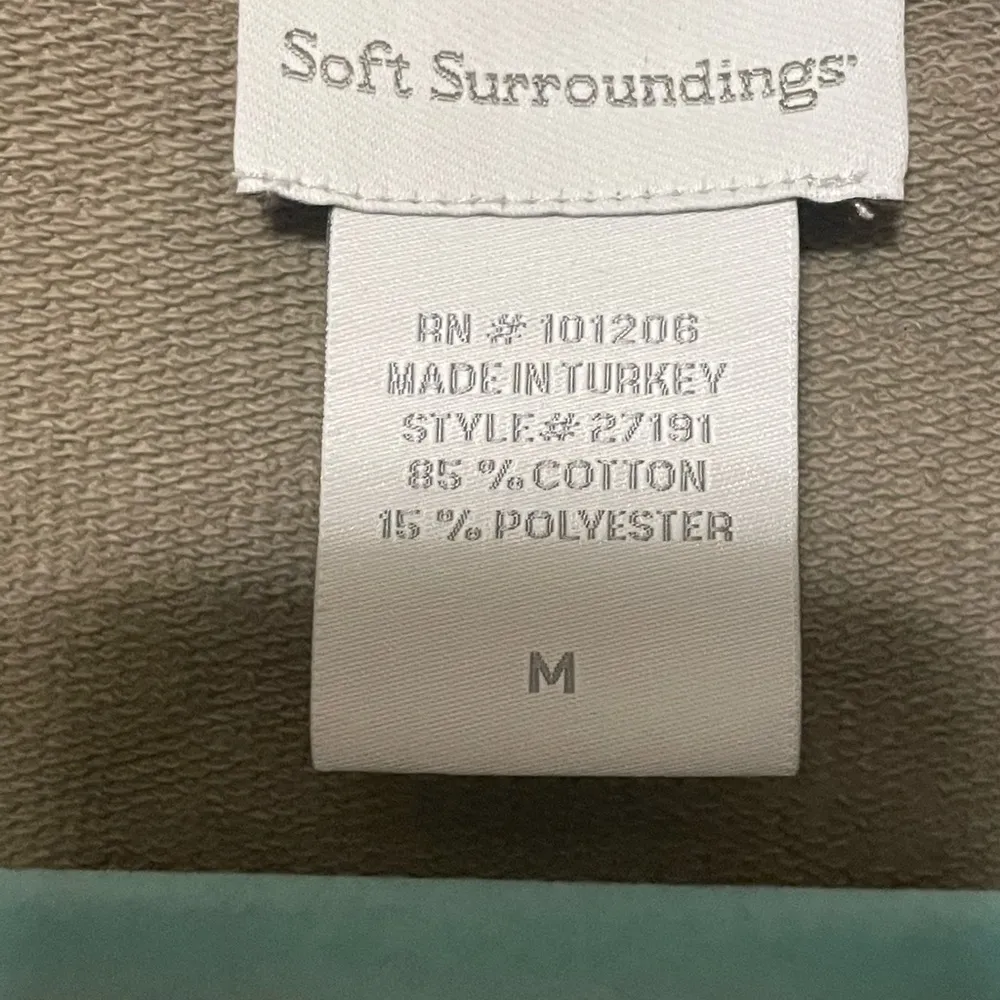 Soft Surroundings
RN # 101206
MADE IN TURKEY
STYLE# 27191
85 % COTTON
15 % POLYESTER
M